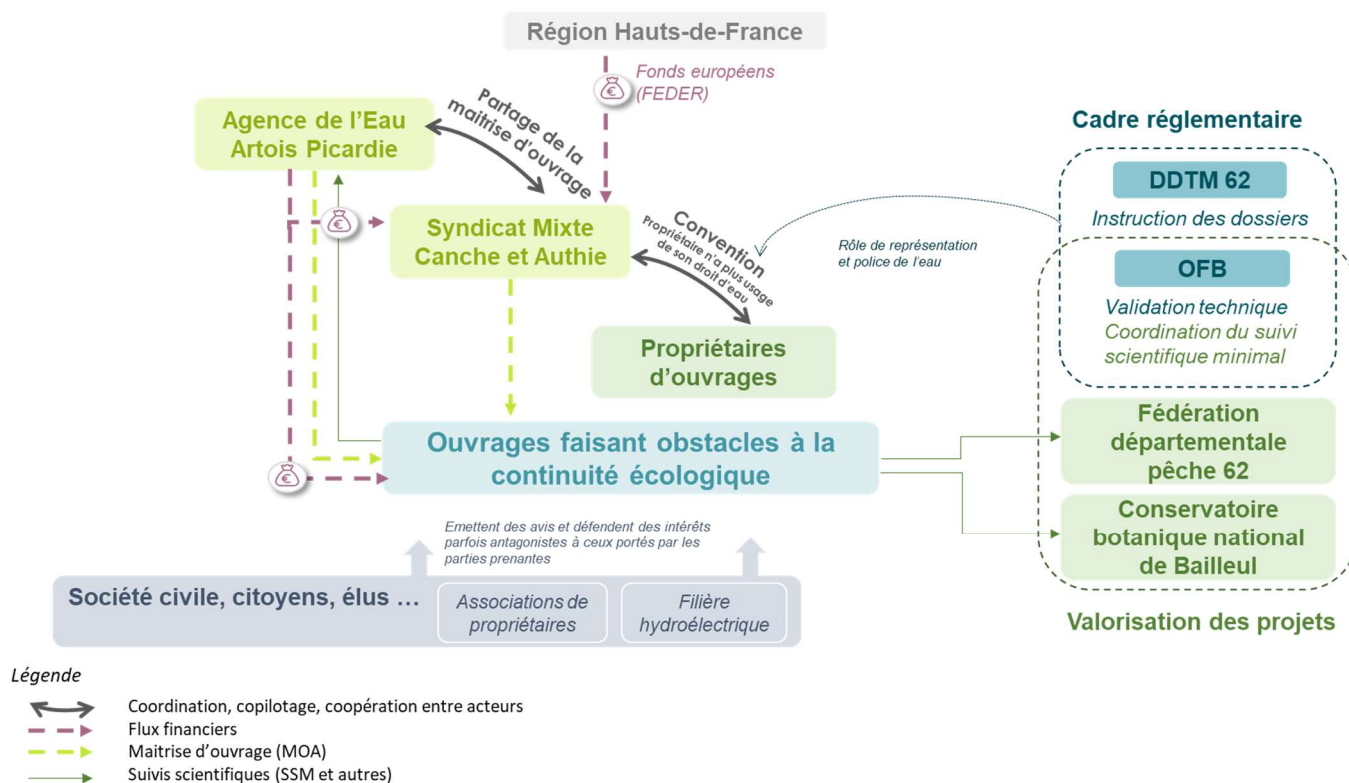 Région Hauts-de-France
€
Fonds européens
(FEDER)
Agence de l'Eau
Artois Picardie
Partage de la
maitrise d'ouvrage
€
Syndicat Mixte
Canche et Authie
Convention
Propriétaire n'a plus usage
de son droit d'eau
Propriétaires
d'ouvrages
Rôle de représentation
et police de l'eau
Cadre réglementaire
DDTM 62
Instruction des dossiers
OFB
Validation technique
Coordination du suivi
scientifique minimal
Fédération
départementale
pêche 62
Conservatoire
botanique national
de Bailleul
Valorisation des projets
€
Ouvrages faisant obstacles à la
continuité écologique
Emettent des avis et défendent des intérêts
parfois antagonistes à ceux portés par les
parties prenantes
Société civile, citoyens, élus …
Associations de
propriétaires
Filière
hydroélectrique
Légende
Coordination, copilotage, coopération entre acteurs
Flux financiers
Maitrise d'ouvrage (MOA)
Suivis scientifiques (SSM et autres)